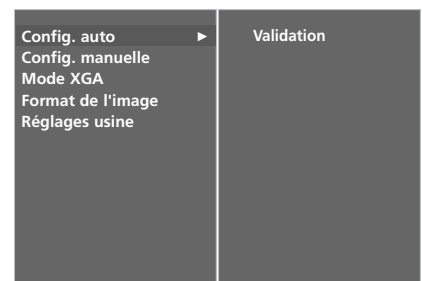 Config. auto ►
Validation
Config. manuelle
Mode XGA
Format de l'image
Réglages usine